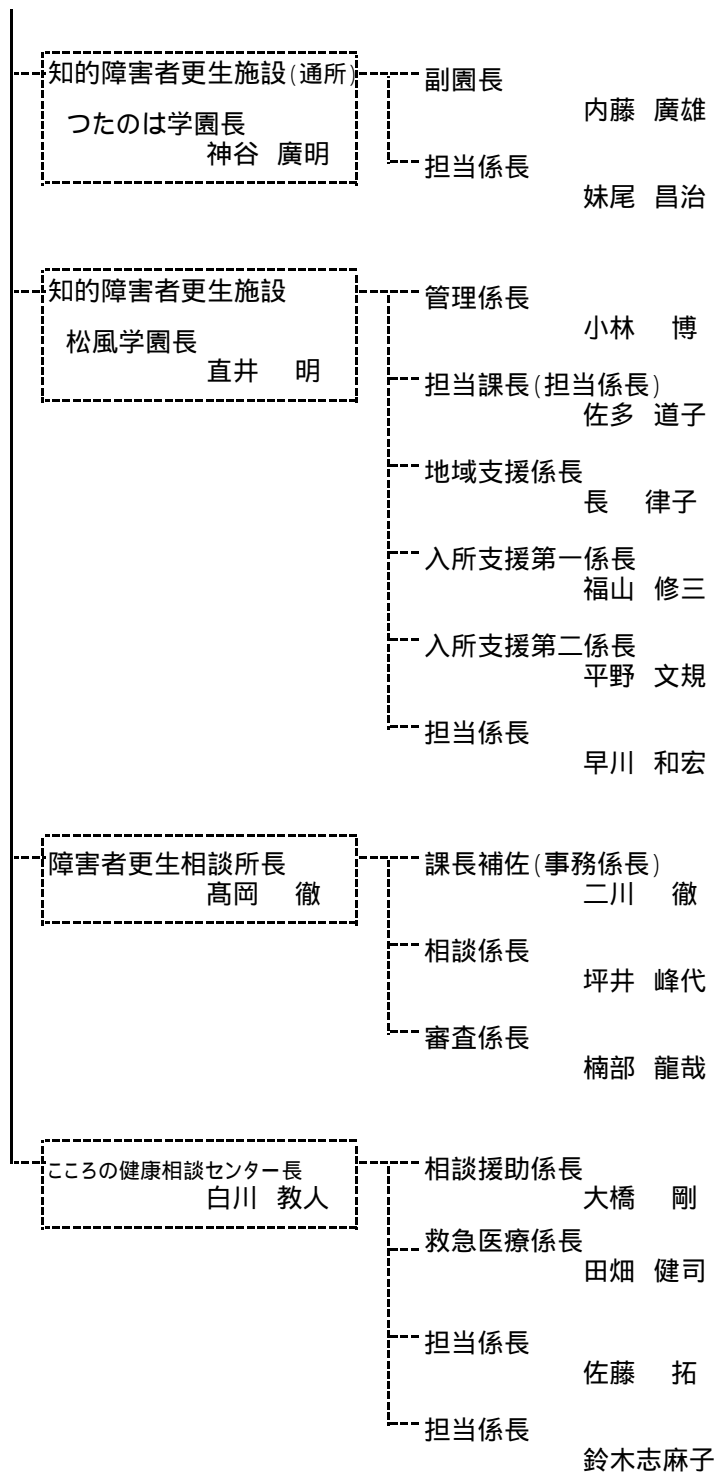 知的障害者更生施設(通所)
つたのは学園長
神谷 廣明
副園長
内藤 廣雄
担当係長
妹尾 昌治
知的障害者更生施設
松風学園長
直井 明
管理係長
小林 博
担当課長(担当係長)
佐多 道子
地域支援係長
長 律子
入所支援第一係長
福山 修三
入所支援第二係長
平野 文規
担当係長
早川 和宏
障害者更生相談所長
髙岡 徹
課長補佐(事務係長)
二川 徹
相談係長
坪井 峰代
審査係長
楠部 龍哉
こころの健康相談センター長
白川 教人
相談援助係長
大橋 剛
救急医療係長
田畑 健司
担当係長
佐藤 拓
担当係長
鈴木志麻子